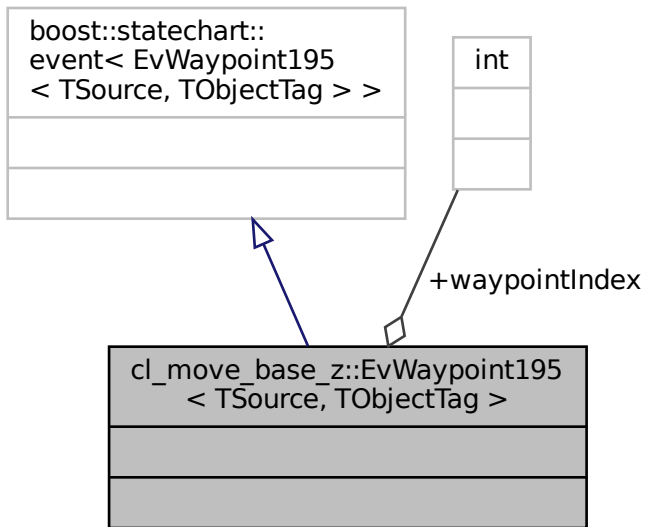 boost::statechart::
event< EvWaypoint195
< TSource, TObjectTag > >
int
+waypointIndex
cl_move_base_z::EvWaypoint195
< TSource, TObjectTag >